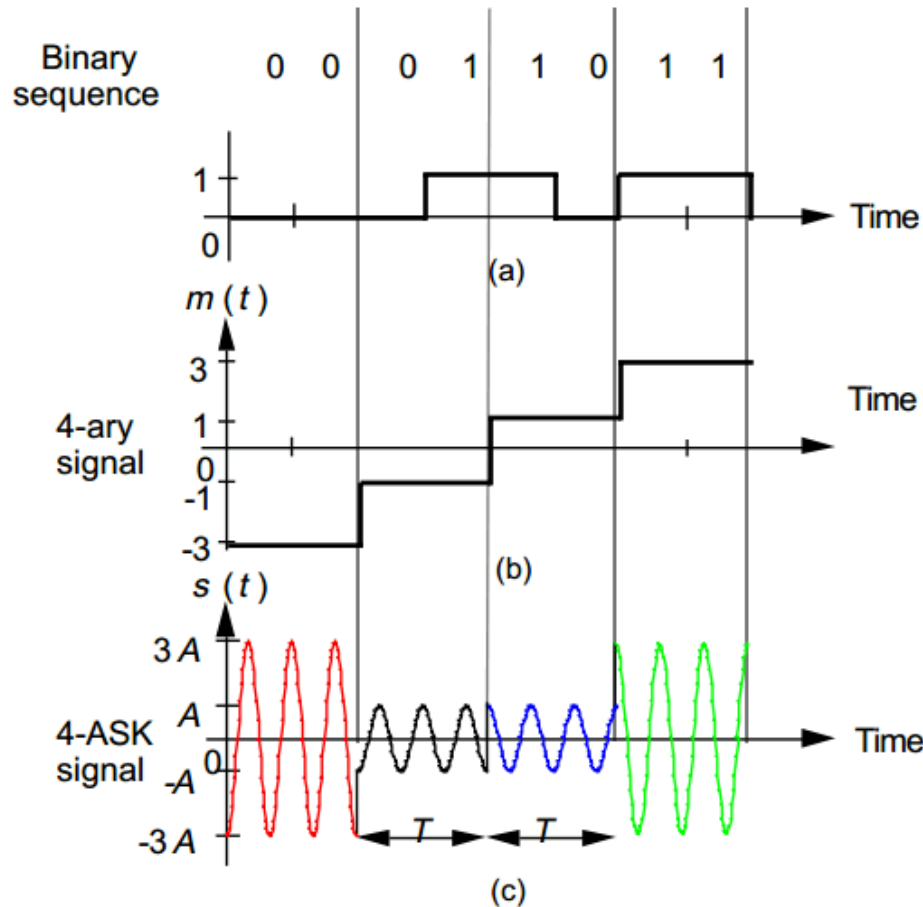 Binary
sequence
0 0 0 1 1 0 1 1
1
0
Time
(a)
m (t)
3
1
0
-1
-3
4-ary
signal
Time
(b)
s (t)
3 A
A
0
-A
-3 A
4-ASK
signal
Time
T T
(c)